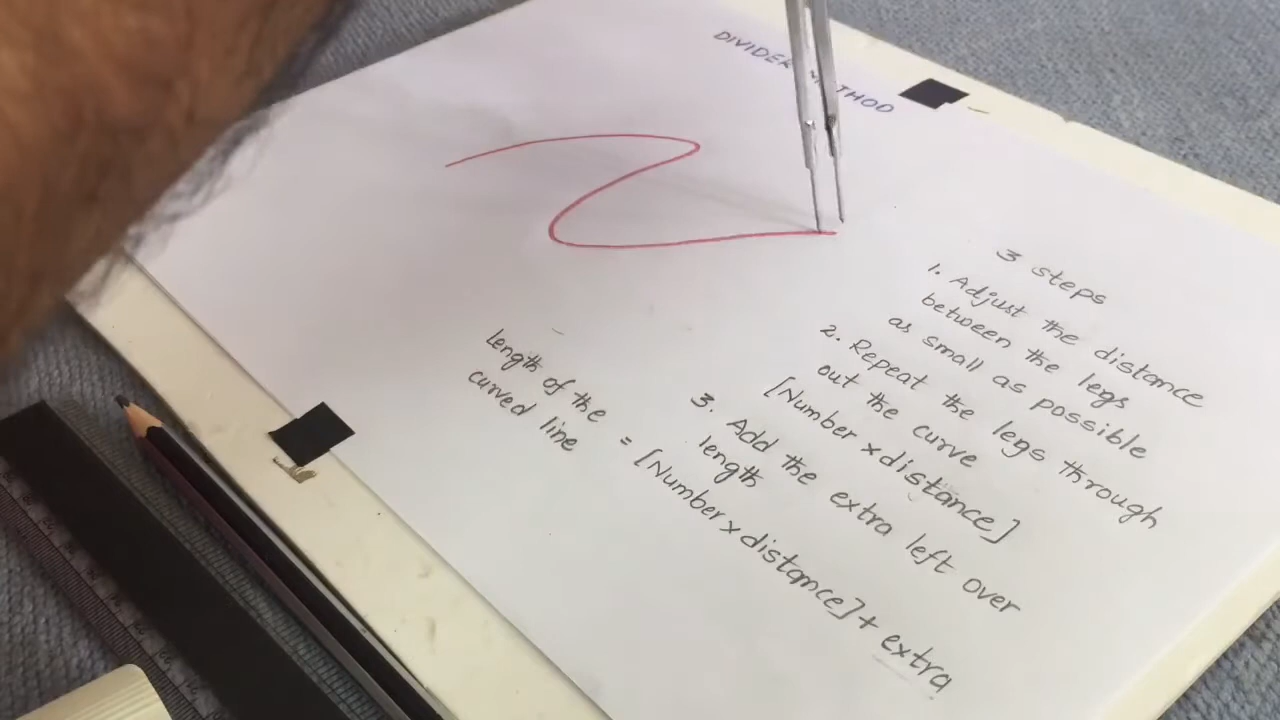 DIVIDER METHOD
3 steps
1. Adjust the distance
between the legs
as small as possible
2. Repeat the legs through
out the curve
[Number x distance]
3. Add the extra left over
length
length of the
curved line
= [Number x distance] + extra